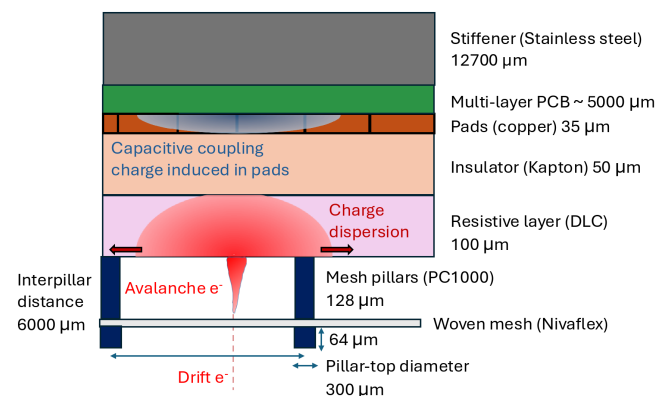 Stiffener (Stainless steel)
12700 µm
Multi-layer PCB ~ 5000 µm
Pads (copper) 35 µm
Capacitive coupling
charge induced in pads
Insulator (Kapton) 50 µm
Charge
dispersion
Resistive layer (DLC)
100 µm
Interpillar
distance
6000 µm
Avalanche e-
Mesh pillars (PC1000)
128 µm
Woven mesh (Nivaflex)
64 µm
Pillar-top diameter
300 µm
Drift e-